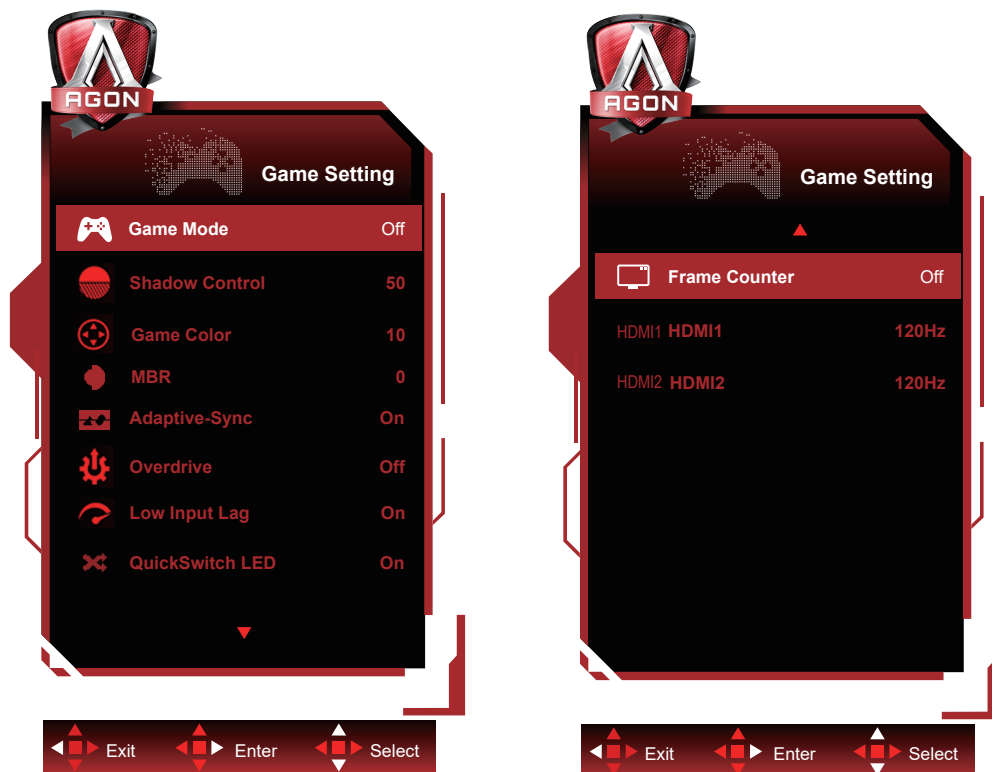 AGON
Game Setting
Game Mode Off
Shadow Control 50
Game Color 10
MBR 0
Adaptive-Sync On
Overdrive Off
Low Input Lag On
QuickSwitch LED On
Exit Enter Select
AGON
Game Setting
Frame Counter Off
HDMI1 HDMI1 120Hz
HDMI2 HDMI2 120Hz
Exit Enter Select